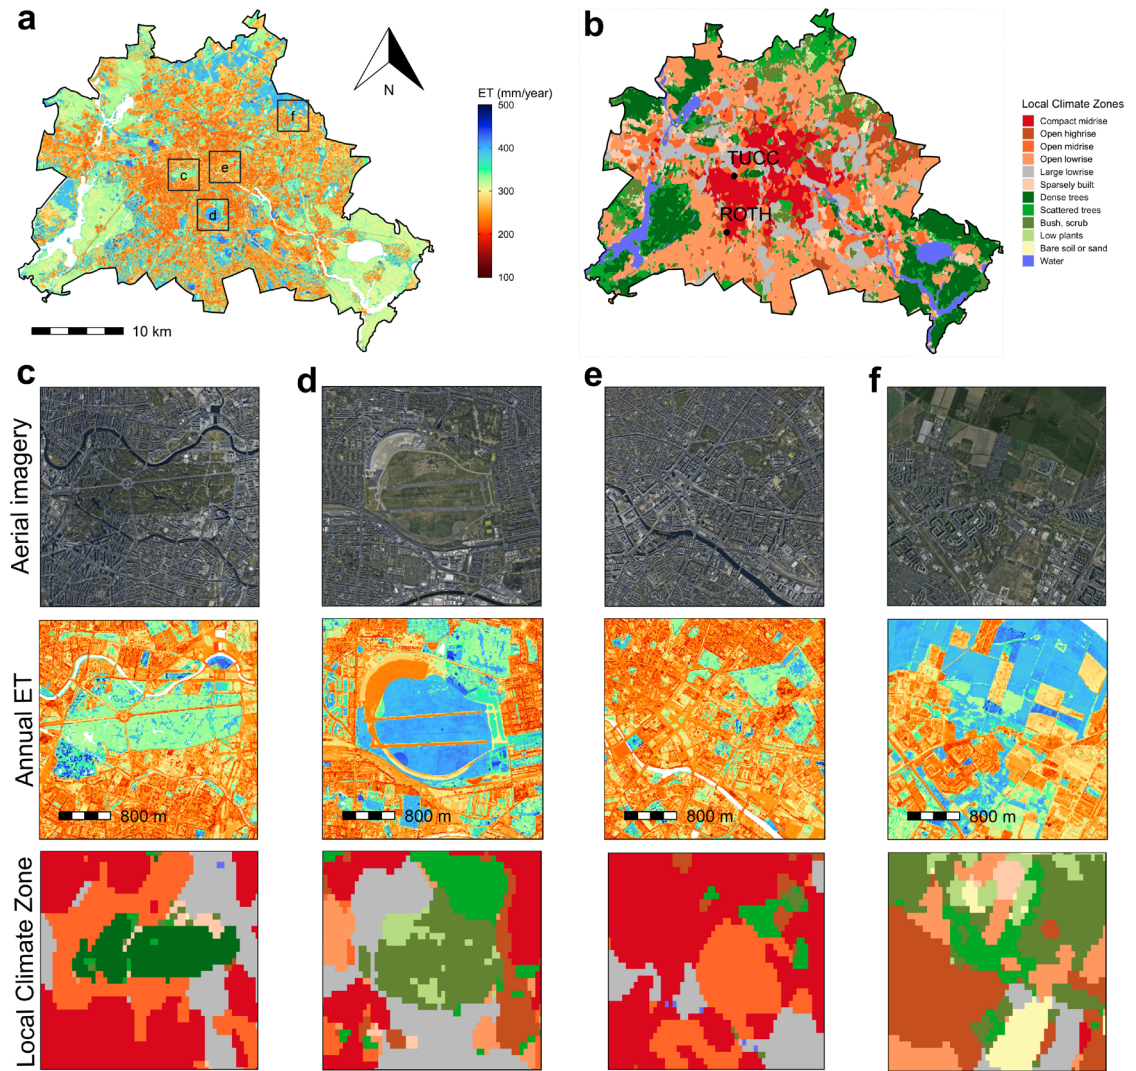 a
b
N
ET (mm/year)
500
400
300
200
100
c
d
e
f
10 km
TUCC
ROTH
Local Climate Zones
Compact midrise
Open highrise
Open midrise
Open lowrise
Large lowrise
Sparsely built
Dense trees
Scattered trees
Bush, scrub
Low plants
Bare soil or sand
Water
c
d
e
f
Aerial imagery
Annual ET
800 m
800 m
800 m
800 m
Local Climate Zone